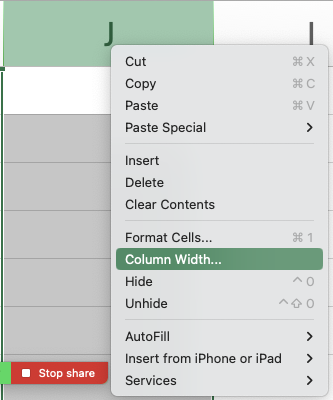 J
Cut ⌘ X
Copy ⌘ C
Paste ⌘ V
Paste Special
Insert
Delete
Clear Contents
Format Cells... ⌘ 1
Column Width...
Hide ^ 0
Unhide ^ ⇧ 0
AutoFill
Insert from iPhone or iPad
Services
Stop share